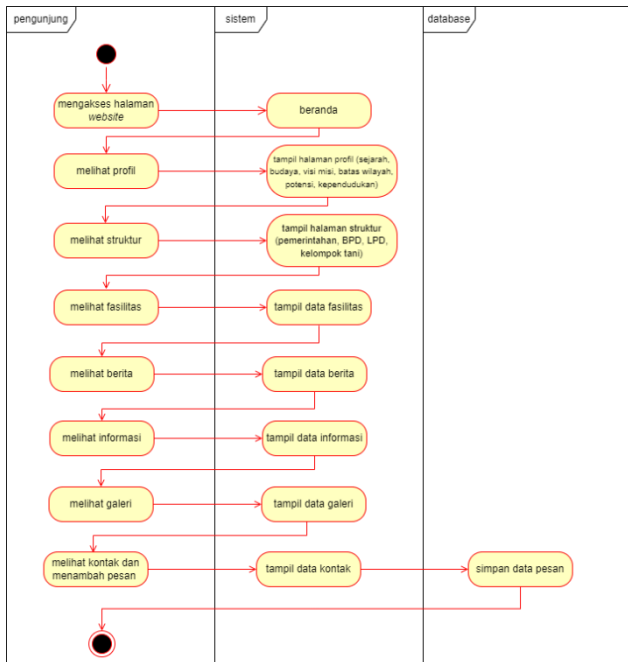 pengunjung
sistem
database
mengakses halaman
website
beranda
melihat profil
tampil halaman profil (sejarah,
budaya, visi misi, batas wilayah,
potensi, kependudukan)
melihat struktur
tampil halaman struktur
(pemerintahan, BPD, LPD,
kelompok tani)
melihat fasilitas
tampil data fasilitas
melihat berita
tampil data berita
melihat informasi
tampil data informasi
melihat galeri
tampil data galeri
melihat kontak dan
menambah pesan
tampil data kontak
simpan data pesan